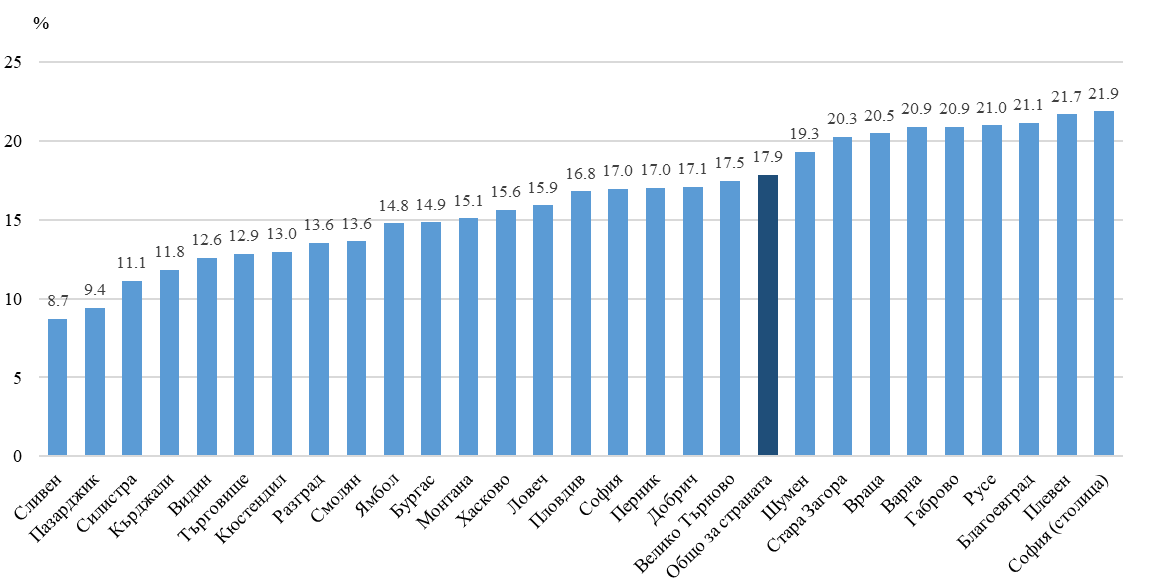 %
25
20
15
10
5
0
8.7
9.4
11.1
11.8
12.6
12.9
13.0
13.6
13.6
14.8
14.9
15.1
15.6
15.9
16.8
17.0
17.0
17.1
17.5
17.9
19.3
20.3
20.5
20.9
20.9
21.0
21.1
21.7
21.9
Сливен
Пазарджик
Силистра
Кърджали
Видин
Търговище
Кюстендил
Разград
Смолян
Ямбол
Бургас
Монтана
Хасково
Ловеч
Пловдив
София
Перник
Добрич
Велико Търново
Общо за страната
Шумен
Стара Загора
Враца
Варна
Габрово
Русе
Благоевград
Плевен
София (столица)